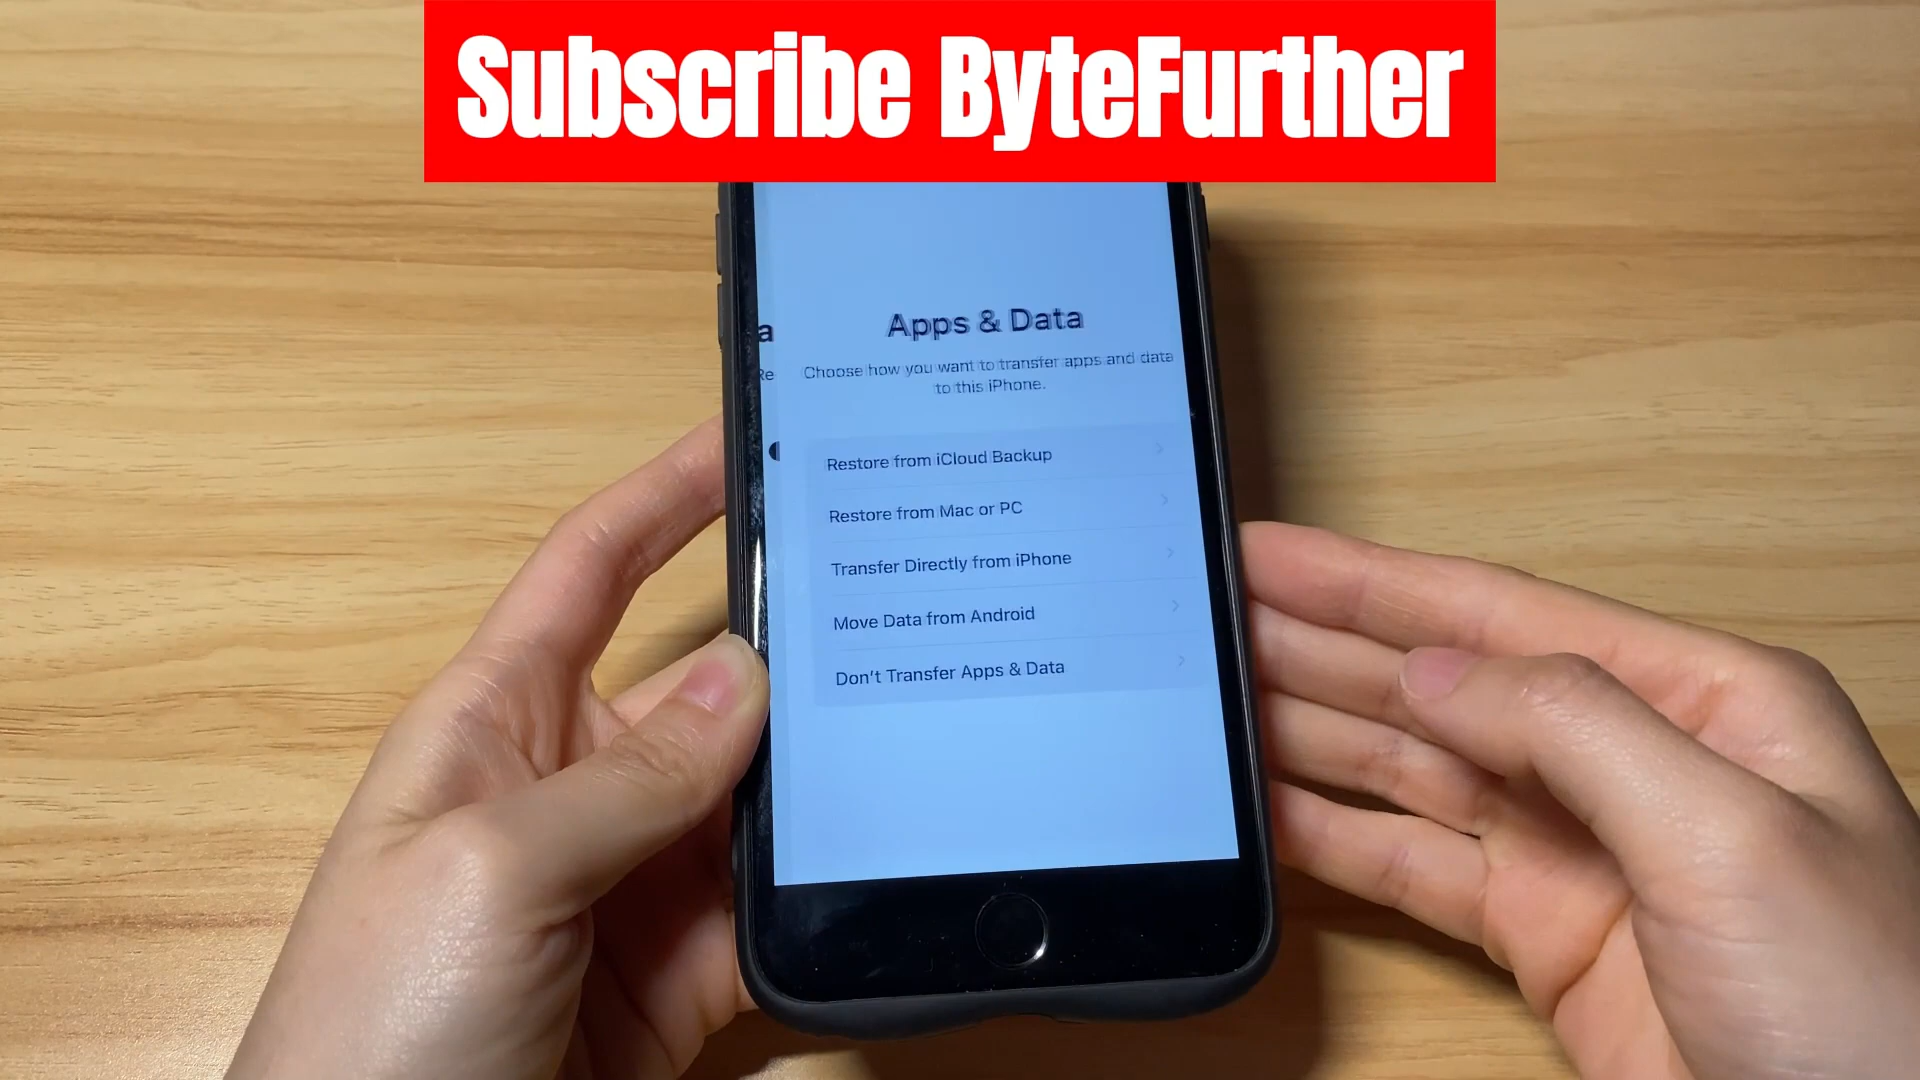 Subscribe ByteFurther
Apps & Data
Choose how you want to transfer apps and data
to this iPhone.
Restore from iCloud Backup
Restore from Mac or PC
Transfer Directly from iPhone
Move Data from Android
Don't Transfer Apps & Data